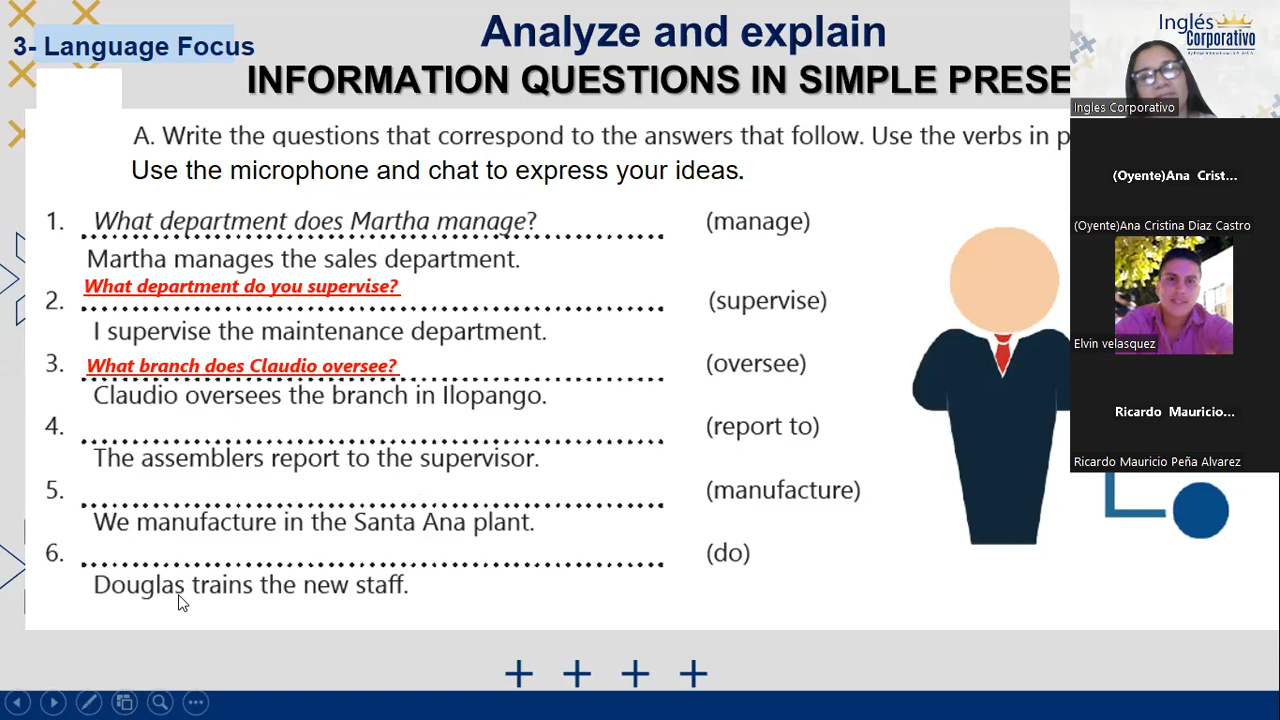 3- Language Focus
Analyze and explain
INFORMATION QUESTIONS IN SIMPLE PRESE
A. Write the questions that correspond to the answers that follow. Use the verbs in p
Use the microphone and chat to express your ideas.
1. What department does Martha manage? (manage)
Martha manages the sales department.
What department do you supervise?
2. (supervise)
I supervise the maintenance department.
3. What branch does Claudio oversee? (oversee)
Claudio oversees the branch in Ilopango.
4. (report to)
The assemblers report to the supervisor.
5. (manufacture)
We manufacture in the Santa Ana plant.
6. (do)
Douglas trains the new staff.
Inglés
Corporativo
Ingles Corporativo
(Oyente)Ana Crist...
(Oyente)Ana Cristina Diaz Castro
Elvin velasquez
Ricardo Mauricio...
Ricardo Mauricio Peña Alvarez